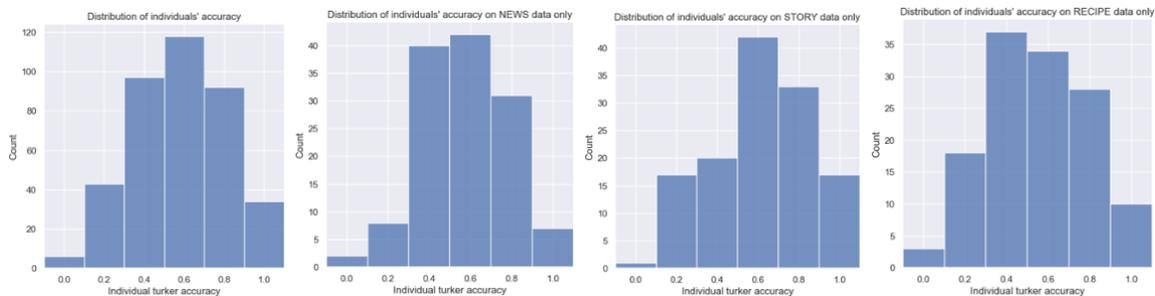 Distribution of individuals' accuracy
120
100
80
60
40
20
0
Count
0.0 0.2 0.4 0.6 0.8 1.0
Individual turker accuracy
Distribution of individuals' accuracy on NEWS data only
40
35
30
25
20
15
10
5
0
Count
0.0 0.2 0.4 0.6 0.8 1.0
Individual turker accuracy
Distribution of individuals' accuracy on STORY data only
40
35
30
25
20
15
10
5
0
Count
0.0 0.2 0.4 0.6 0.8 1.0
Individual turker accuracy
Distribution of individuals' accuracy on RECIPE data only
35
30
25
20
15
10
5
0
Count
0.0 0.2 0.4 0.6 0.8 1.0
Individual turker accuracy